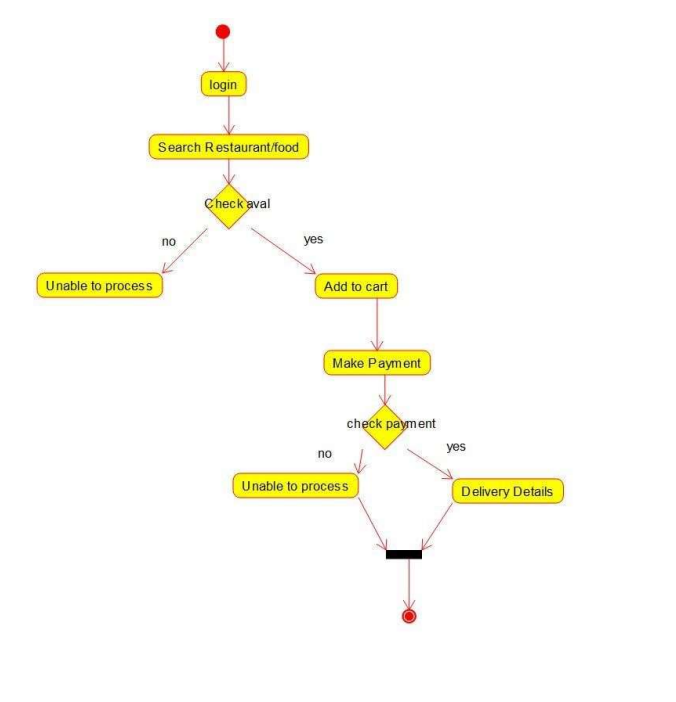 login
Search Restaurant/food
Check aval
no
yes
Unable to process
Add to cart
Make Payment
check payment
no
yes
Unable to process
Delivery Details